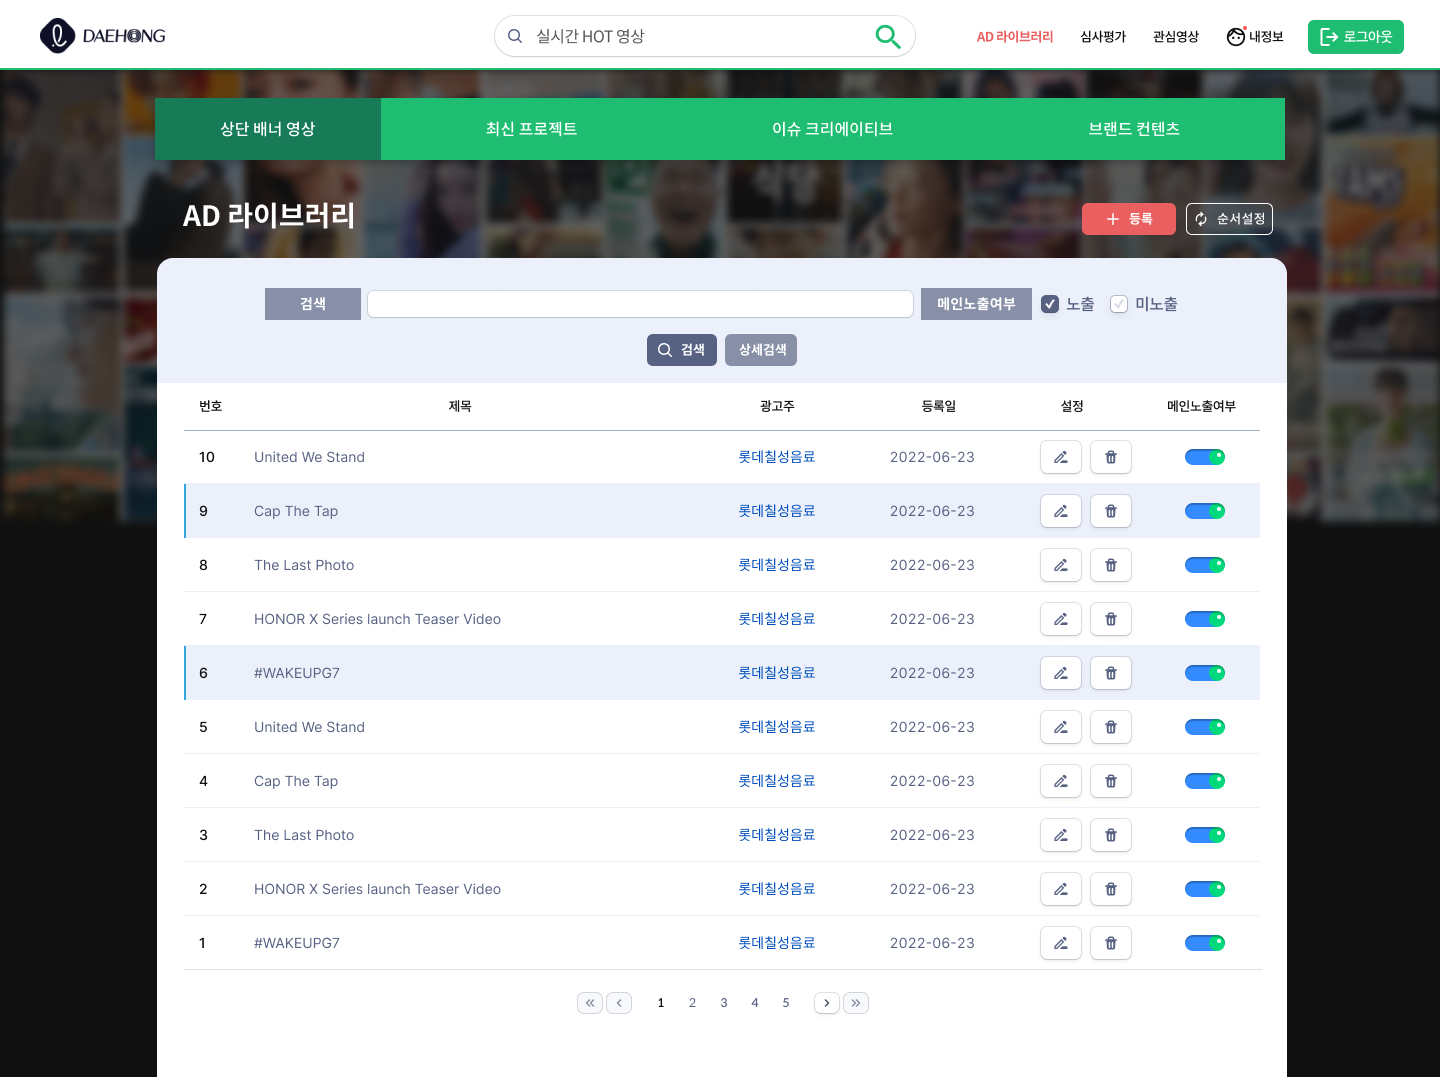 DAEHONG
실시간 HOT 영상
AD 라이브러리
심사평가
관심영상
내정보
로그아웃
상단 배너 영상
최신 프로젝트
이슈 크리에이티브
브랜드 컨텐츠
AD 라이브러리
등록
순서설정
검색
메인노출여부
노출
미노출
검색
상세검색
번호 제목 광고주 등록일 설정 메인노출여부
10 United We Stand 롯데칠성음료 2022-06-23
9 Cap The Tap 롯데칠성음료 2022-06-23
8 The Last Photo 롯데칠성음료 2022-06-23
7 HONOR X Series launch Teaser Video 롯데칠성음료 2022-06-23
6 #WAKEUPG7 롯데칠성음료 2022-06-23
5 United We Stand 롯데칠성음료 2022-06-23
4 Cap The Tap 롯데칠성음료 2022-06-23
3 The Last Photo 롯데칠성음료 2022-06-23
2 HONOR X Series launch Teaser Video 롯데칠성음료 2022-06-23
1 #WAKEUPG7 롯데칠성음료 2022-06-23
1 2 3 4 5